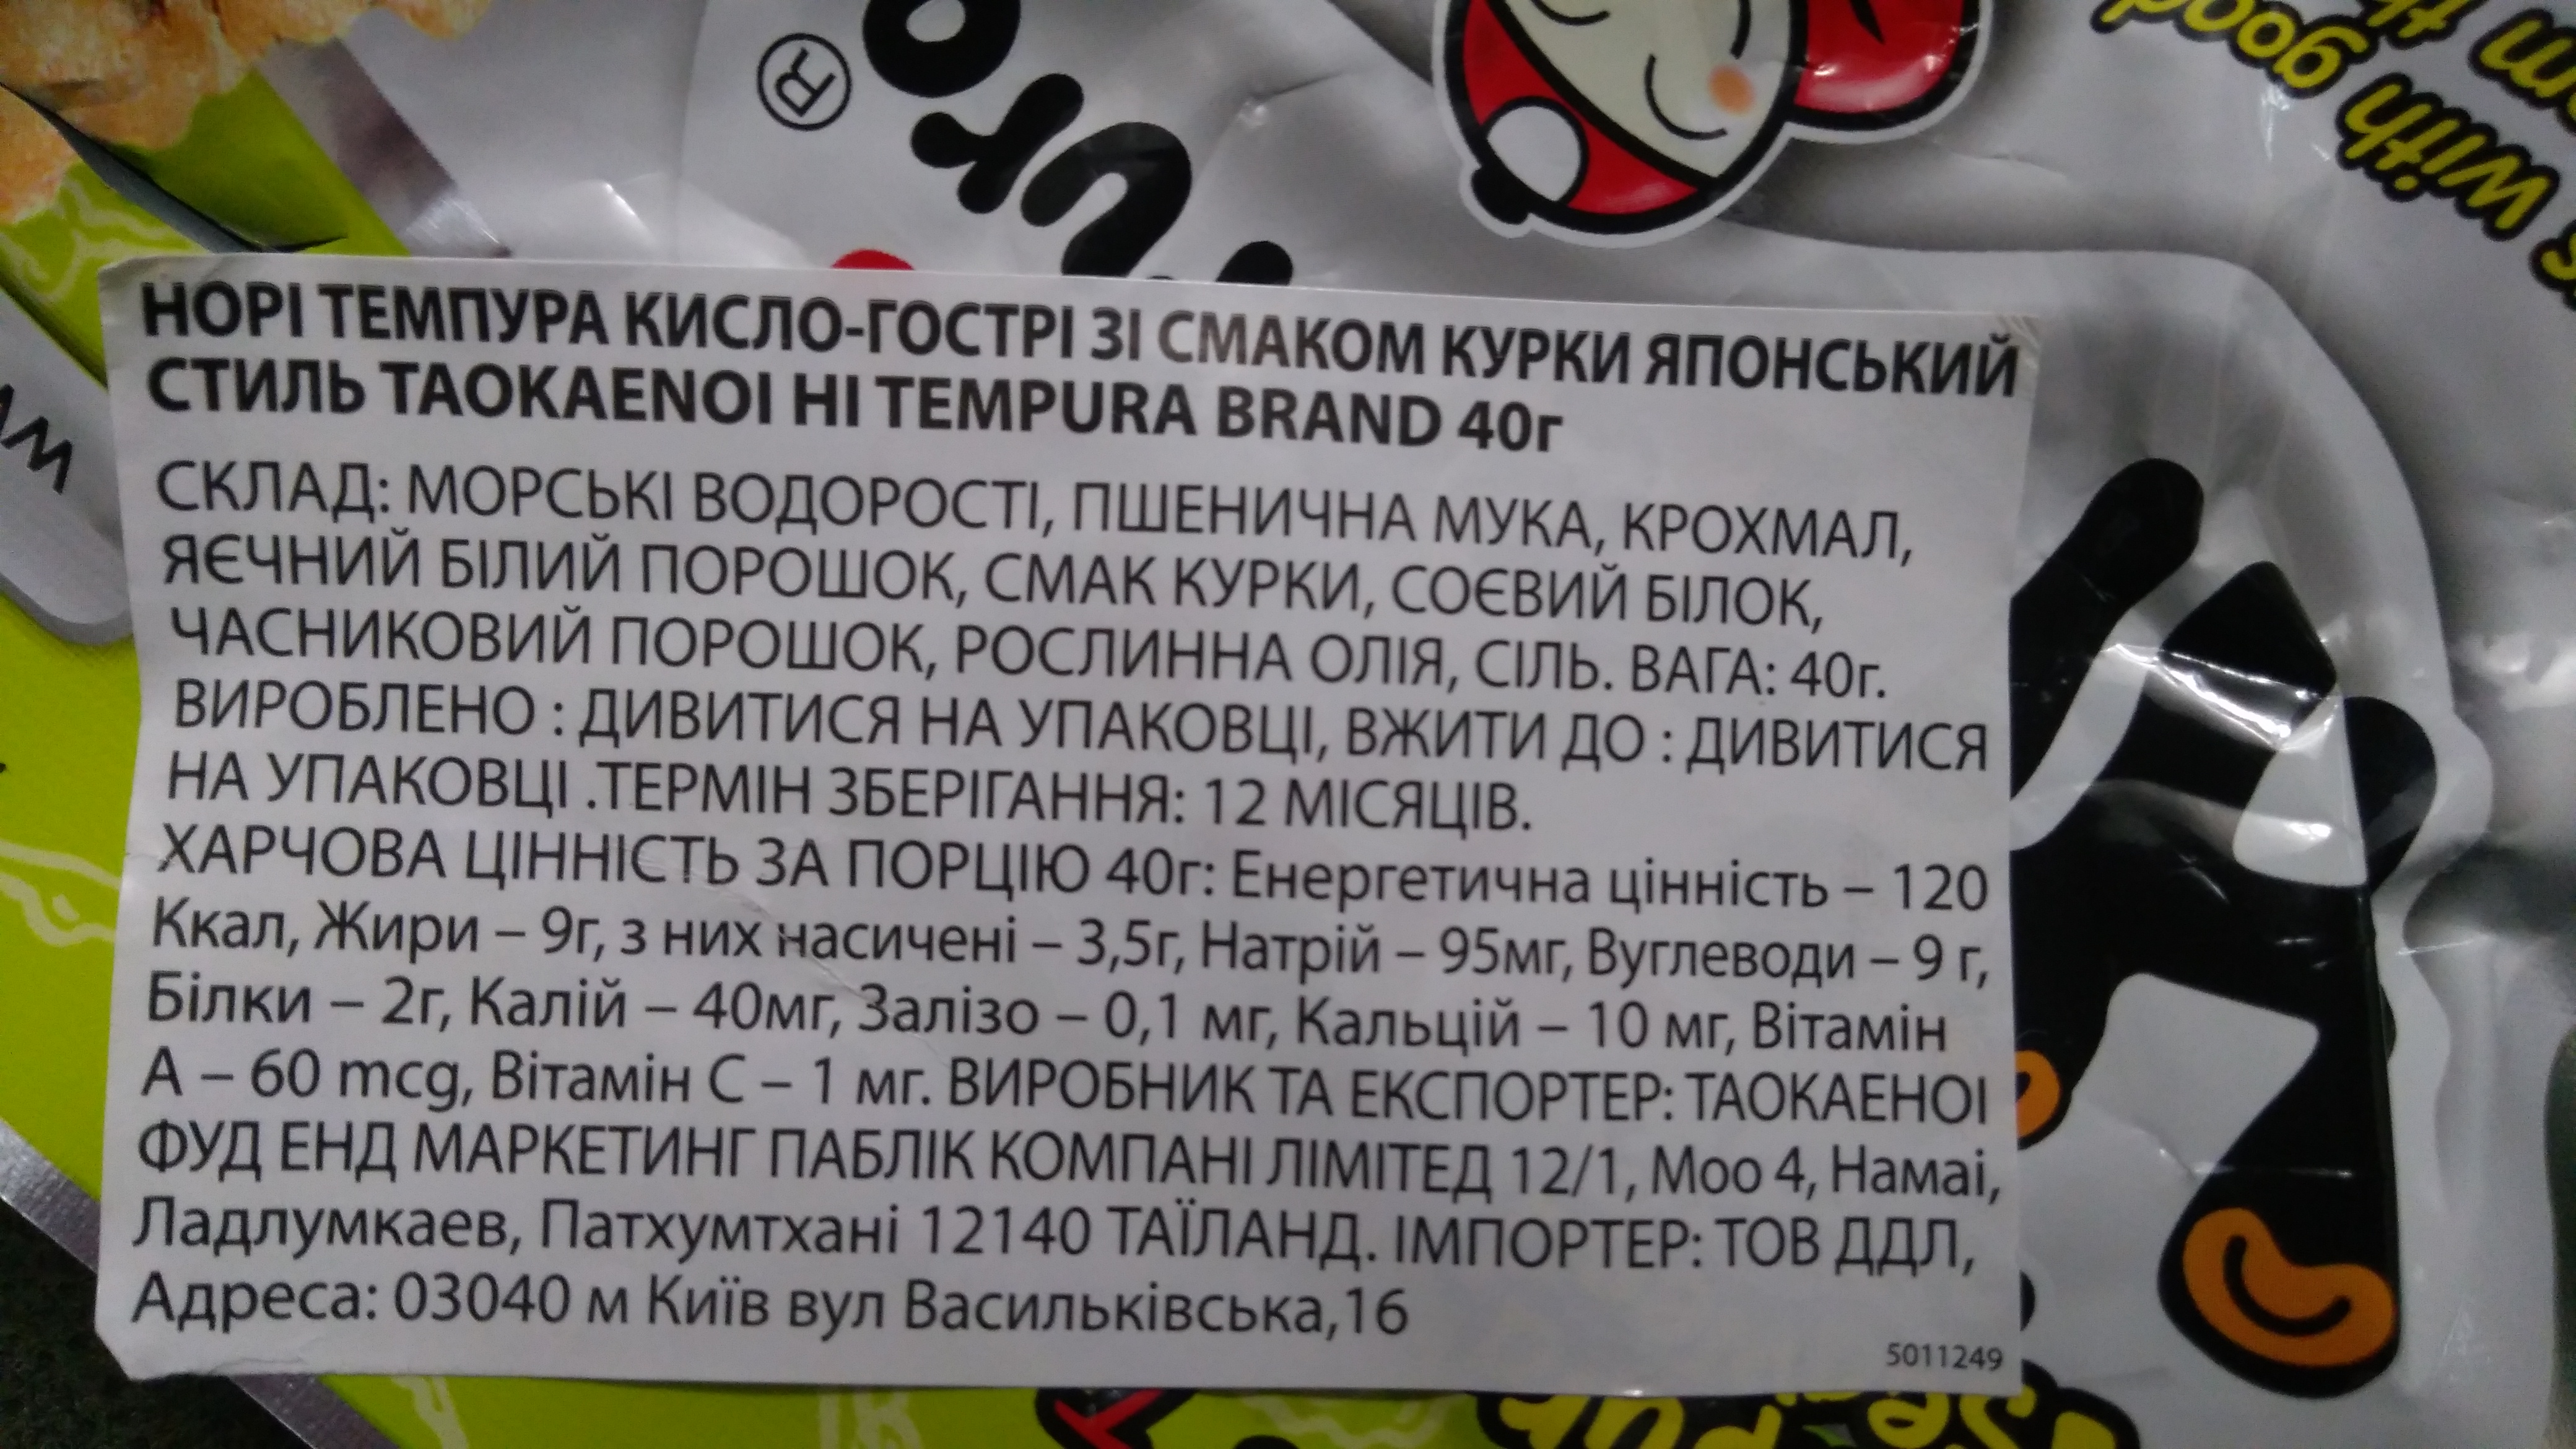 ®
with good
НОРІ ТЕМПУРА КИСЛО-ГОСТРІ ЗІ СМАКОМ КУРКИ ЯПОНСЬКИЙ
СТИЛЬ TAOKAENOI HI TEMPURA BRAND 40г
СКЛАД: МОРСЬКІ ВОДОРОСТІ, ПШЕНИЧНА МУКА, КРОХМАЛ,
ЯЄЧНИЙ БІЛИЙ ПОРОШОК, СМАК КУРКИ, СОЄВИЙ БІЛОК,
ЧАСНИКОВИЙ ПОРОШОК, РОСЛИННА ОЛІЯ, СІЛЬ. ВАГА: 40г.
ВИРОБЛЕНО : ДИВИТИСЯ НА УПАКОВЦІ, ВЖИТИ ДО : ДИВИТИСЯ
НА УПАКОВЦІ .ТЕРМІН ЗБЕРІГАННЯ: 12 МІСЯЦІВ.
ХАРЧОВА ЦІННІСТЬ ЗА ПОРЦІЮ 40г: Енергетична цінність – 120
Ккал, Жири – 9г, з них насичені – 3,5г, Натрій – 95мг, Вуглеводи – 9 г,
Білки – 2г, Калій – 40мг, Залізо – 0,1 мг, Кальцій – 10 мг, Вітамін
А – 60 mcg, Вітамін С – 1 мг. ВИРОБНИК ТА ЕКСПОРТЕР: ТАОКАЕНОІ
ФУД ЕНД МАРКЕТИНГ ПАБЛІК КОМПАНІ ЛІМІТЕД 12/1, Моо 4, Намаі,
Ладлумкаев, Патхумтхані 12140 ТАЇЛАНД. ІМПОРТЕР: ТОВ ДДЛ,
Адреса: 03040 м Київ вул Васильківська,16
5011249